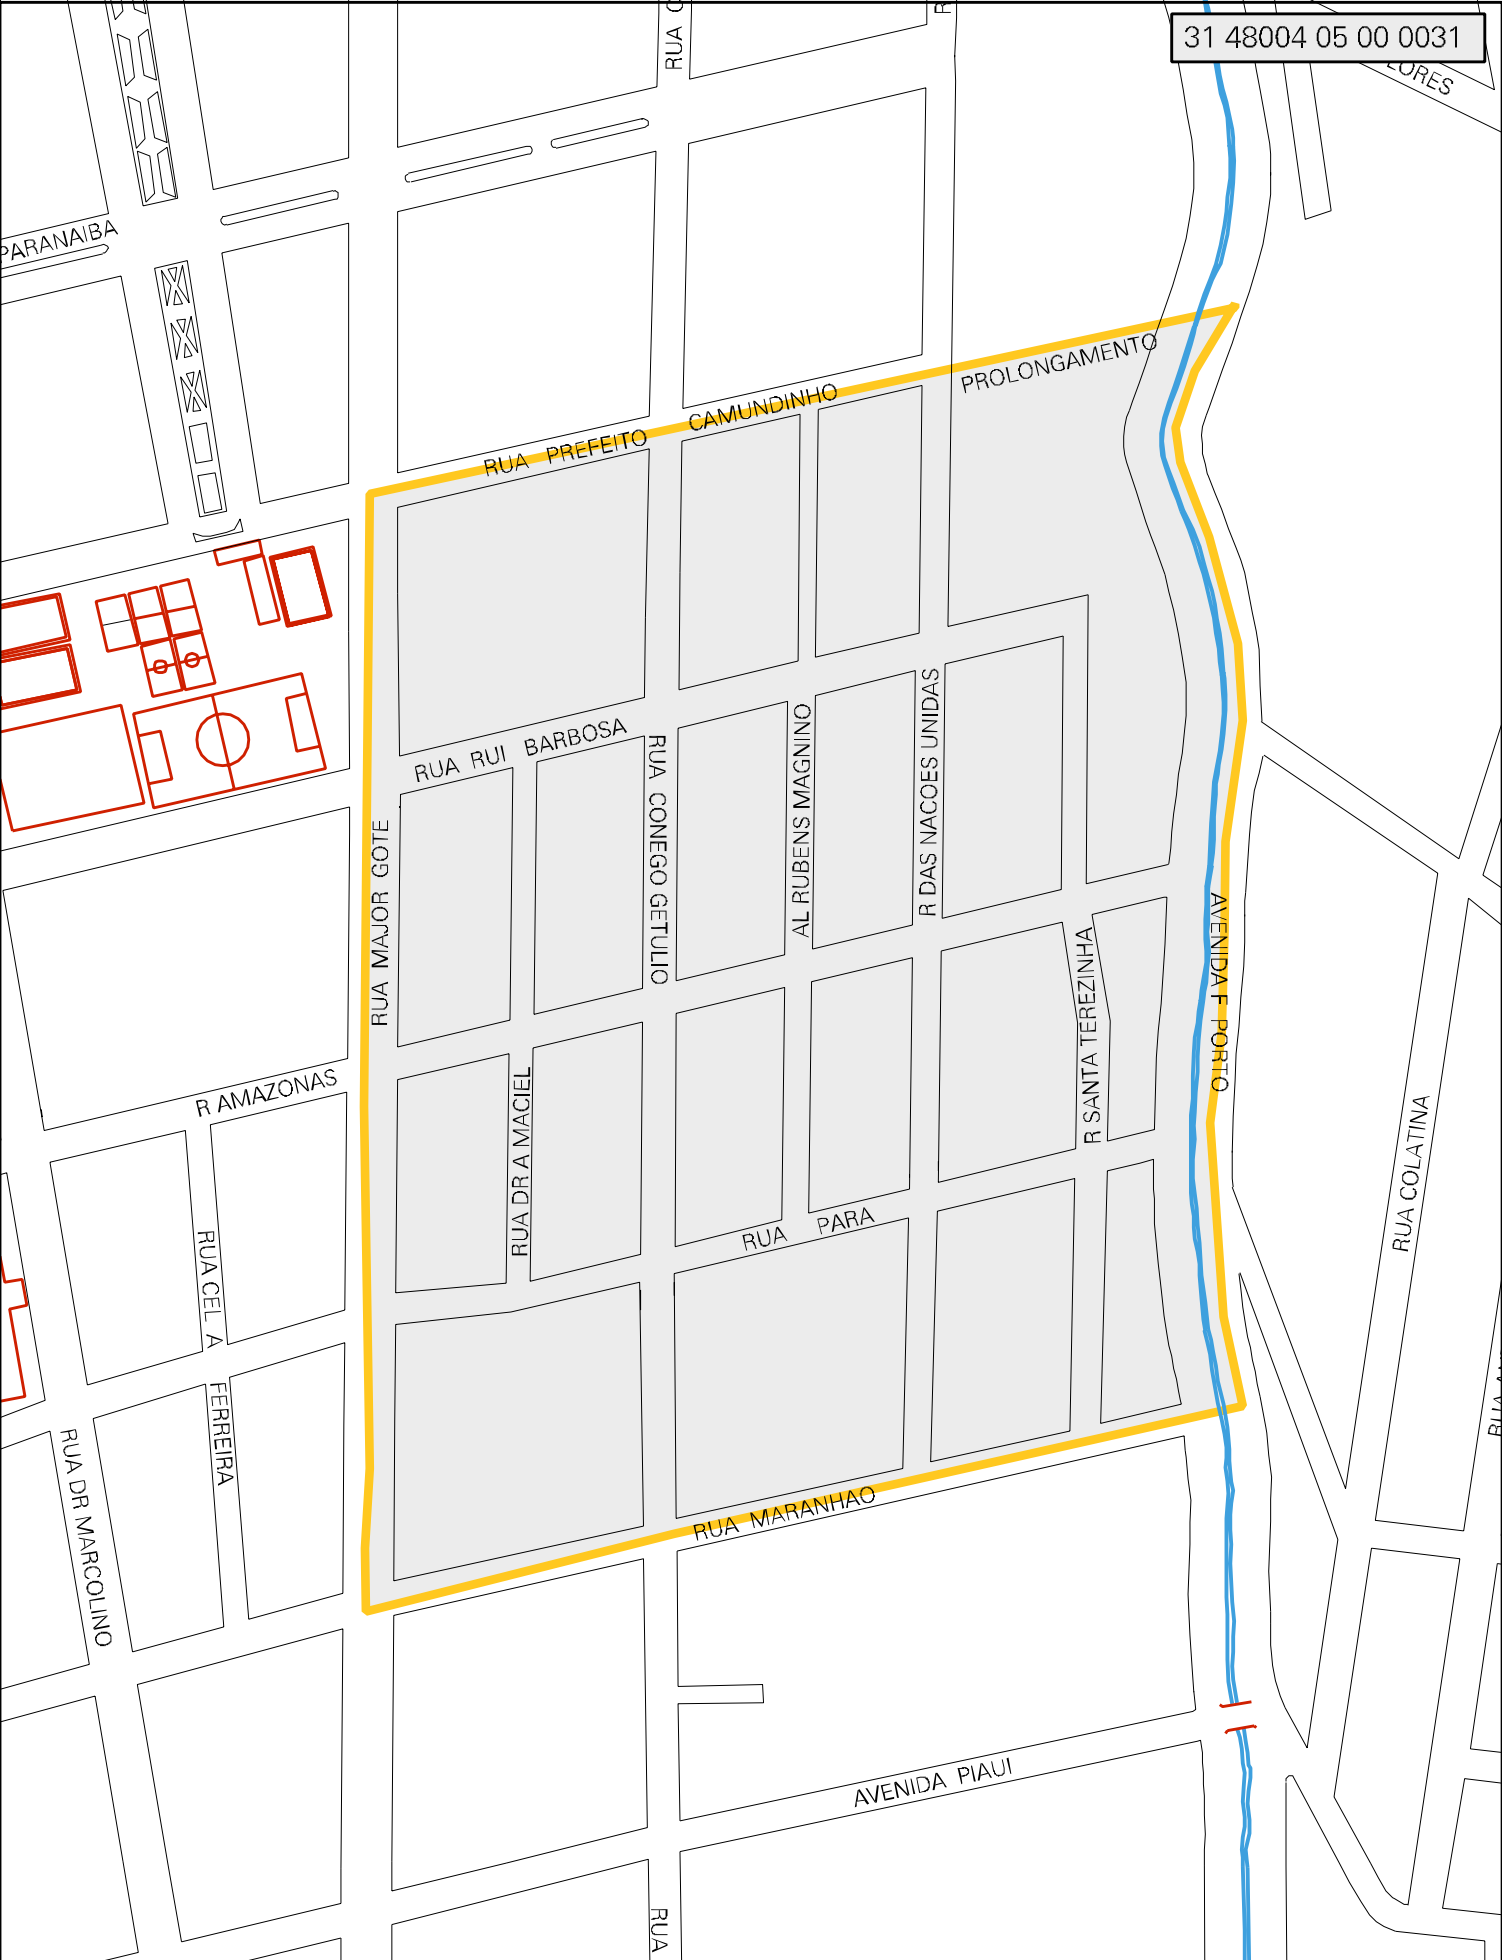 31 48004 05 00 0031
RUA
LORES
PARANAIBA
PROLONGAMENTO
RUA PREFEITO CAMUNDINHO
RUA RUI BARBOSA
RUA MAJOR GOTE
RUA CONEGO GETULIO
AL RUBENS MAGNINO
R DAS NACOES UNIDAS
AVENIDA F PORTO
R SANTA TEREZINHA
R AMAZONAS
RUA DR A MACIEL
RUA COLATINA
RUA PARA
RUA CEL A FERREIRA
RUA DR MARCOLINO
RUA MARANHAO
AVENIDA PIAUI
RUA